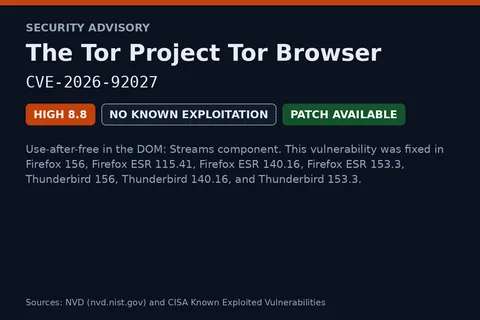 SECURITY ADVISORY
The Tor Project Tor Browser
CVE-2026-92027
HIGH 8.8 NO KNOWN EXPLOITATION PATCH AVAILABLE
Use-after-free in the DOM: Streams component. This vulnerability was fixed in
Firefox 156, Firefox ESR 115.41, Firefox ESR 140.16, Firefox ESR 153.3,
Thunderbird 156, Thunderbird 140.16, and Thunderbird 153.3.
Sources: NVD (nvd.nist.gov) and CISA Known Exploited Vulnerabilities